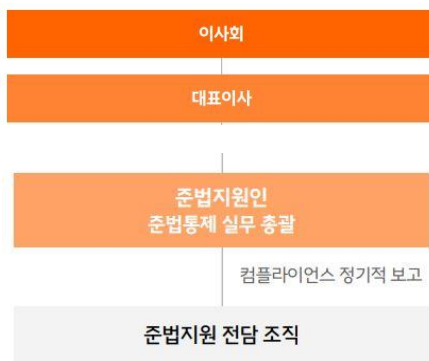 이사회
대표이사
준법지원인
준법통제 실무 총괄
컴플라이언스 정기적 보고
준법지원 전담 조직